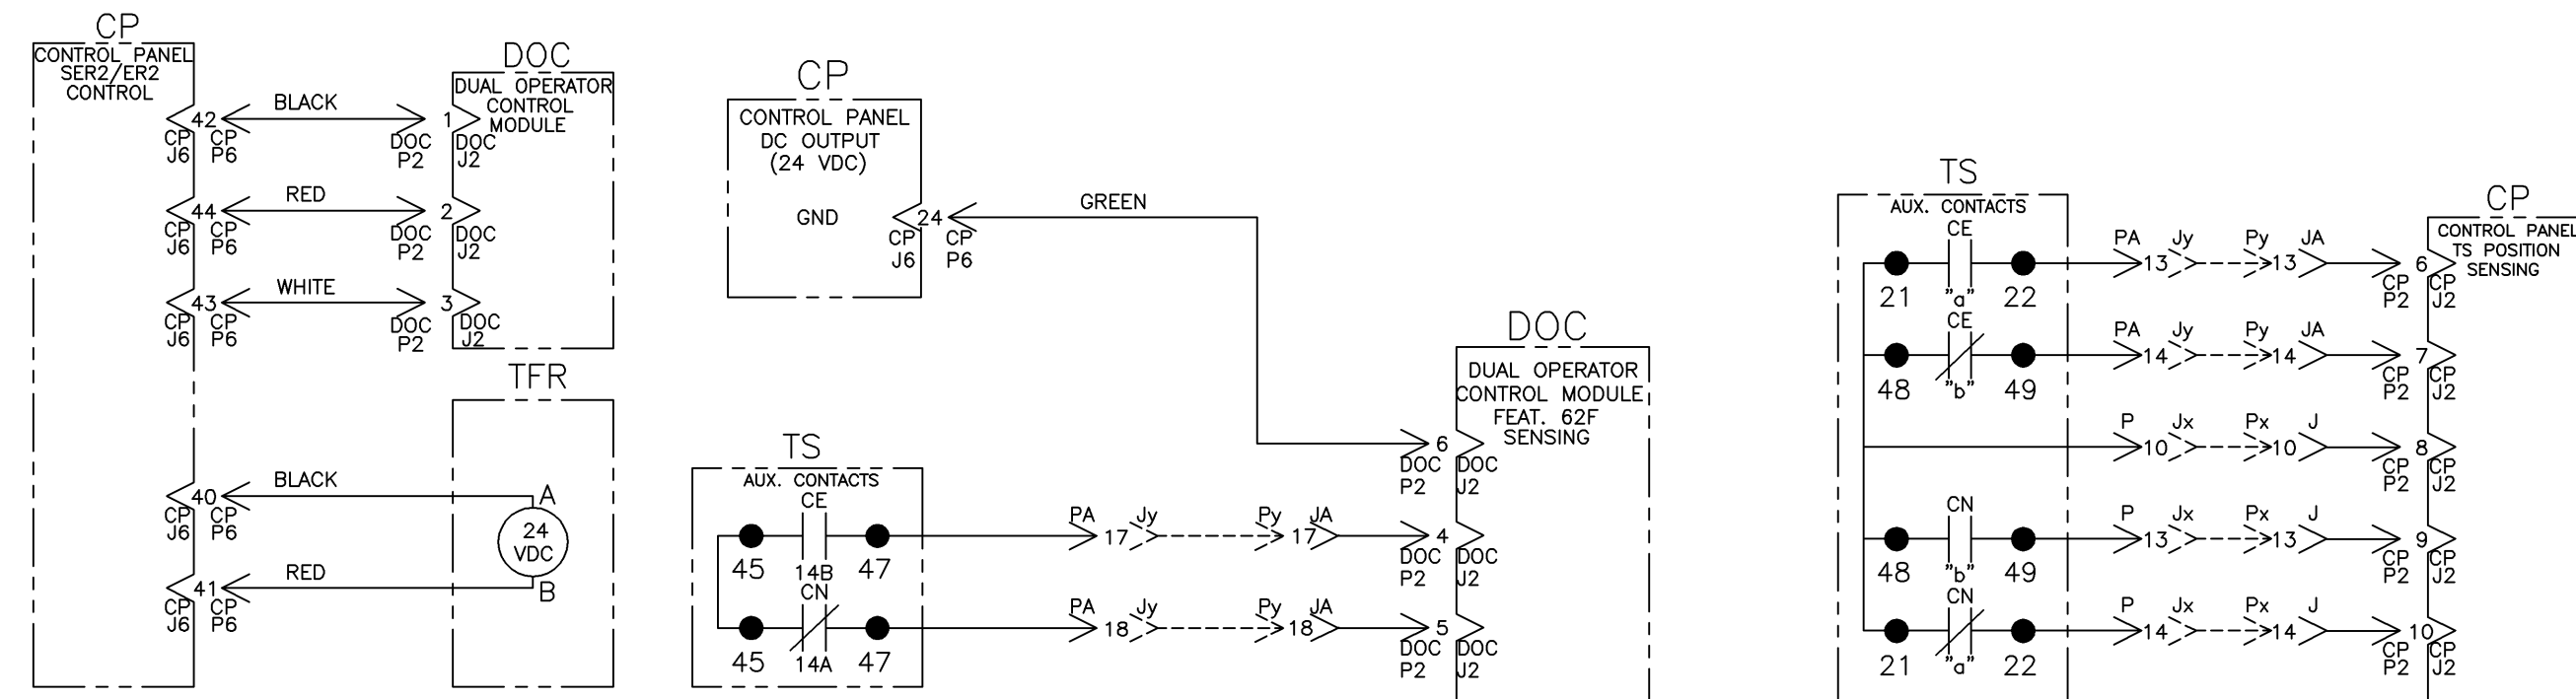 CP
CONTROL PANEL
SER2/ER2
CONTROL
42
CP
J6
CP
P6
BLACK
DOC
P2
1
DOC
J2
44
CP
J6
CP
P6
RED
DOC
P2
2
DOC
J2
43
CP
J6
CP
P6
WHITE
DOC
P2
3
DOC
J2
DOC
DUAL OPERATOR
CONTROL
MODULE
TFR
40
CP
J6
CP
P6
BLACK
A
24
VDC
41
CP
J6
CP
P6
RED
B
CP
CONTROL PANEL
DC OUTPUT
(24 VDC)
GND
24
CP
J6
CP
P6
GREEN
DOC
DUAL OPERATOR
CONTROL MODULE
FEAT. 62F
SENSING
6
DOC
P2
DOC
J2
TS
AUX. CONTACTS
CE
45
14B
47
PA
17
Jy
Py
17
JA
4
DOC
P2
DOC
J2
CN
45
14A
47
PA
18
Jy
Py
18
JA
5
DOC
P2
DOC
J2
TS
AUX. CONTACTS
CE
21
"a"
22
PA
13
Jy
Py
13
JA
6
CP
P2
CP
J2
CP
CONTROL PANEL
TS POSITION
SENSING
CE
48
"b"
49
PA
14
Jy
Py
14
JA
7
CP
P2
CP
J2
P
10
Jx
Px
10
J
8
CP
P2
CP
J2
CN
48
"b"
49
P
13
Jx
Px
13
J
9
CP
P2
CP
J2
CN
21
"a"
22
P
14
Jx
Px
14
J
10
CP
P2
CP
J2